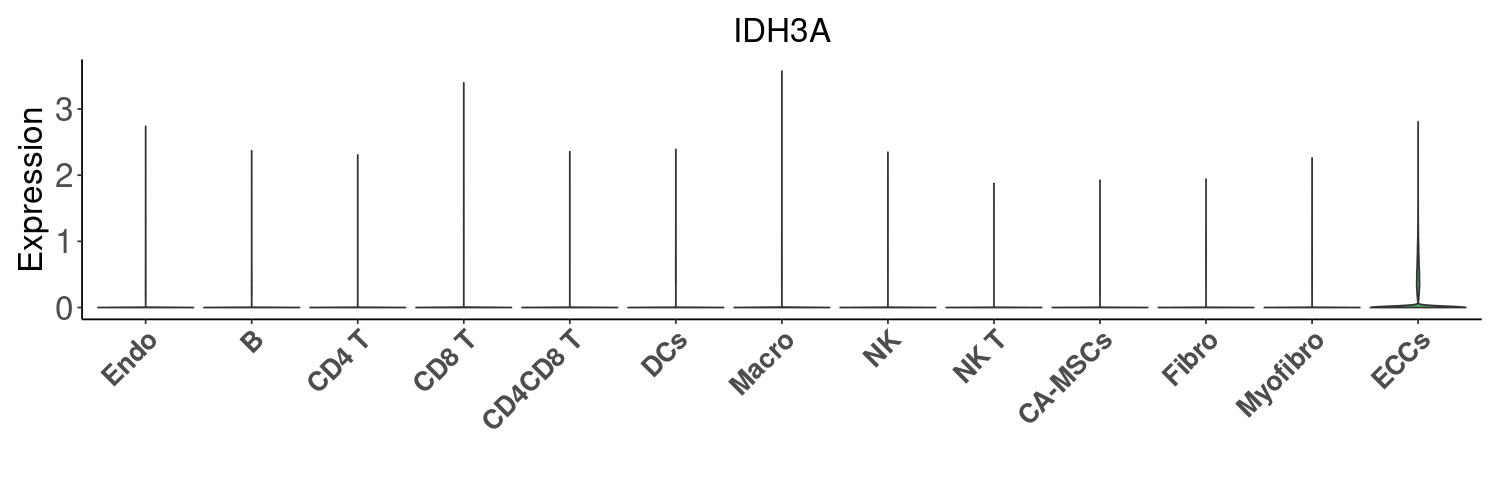 IDH3A
Expression
3
2
1
0
Endo
B
CD4 T
CD8 T
CD4CD8 T
DCs
Macro
NK
NK T
CA-MSCs
Fibro
Myofibro
ECCs